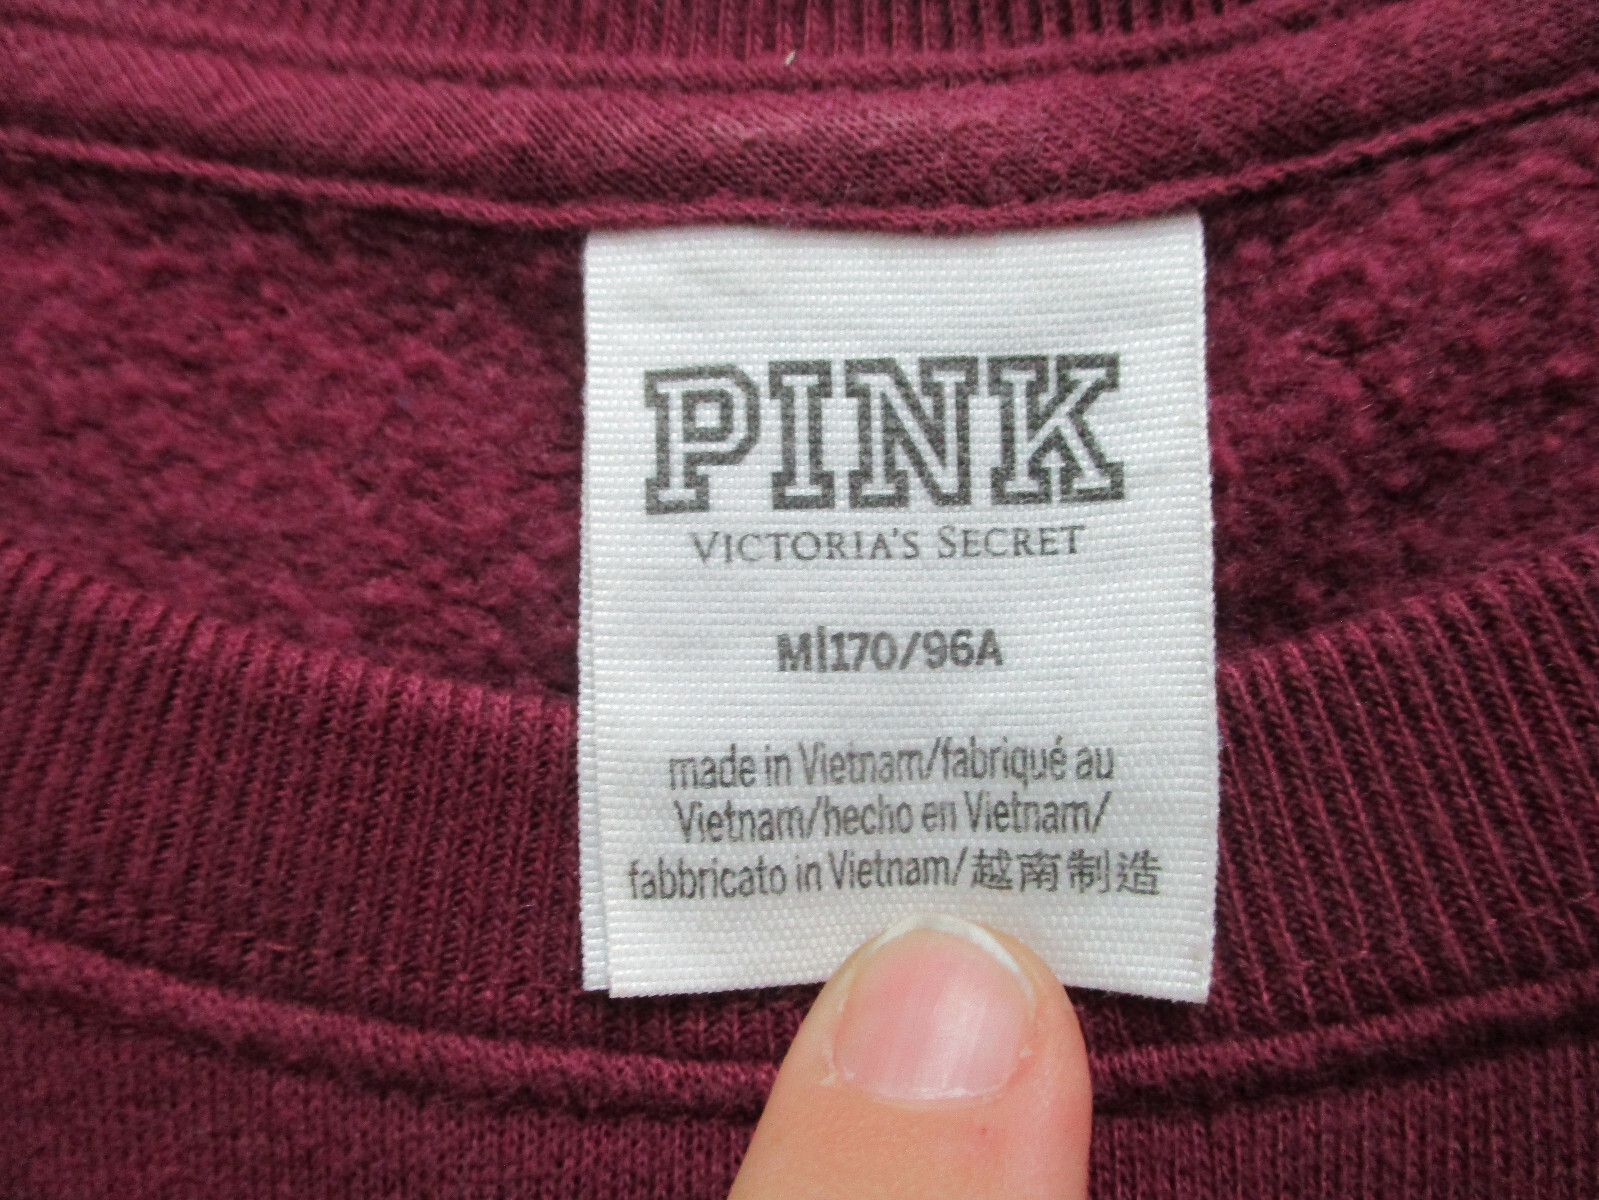 PINK
VICTORIA'S SECRET
M|170/96A
made in Vietnam/fabriqué au
Vietnam/hecho en Vietnam/
fabbricato in Vietnam/越南制造